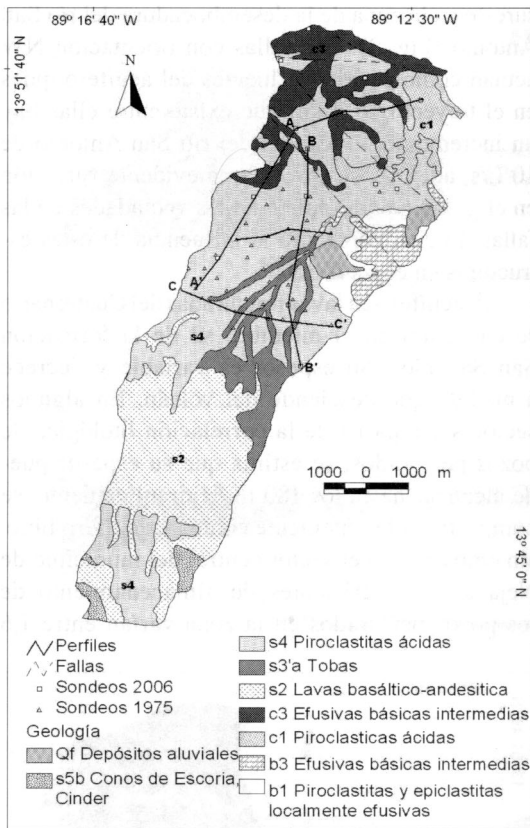 89º 16'40" W
89º 12'30" W
13º 51'40" N
N
c3
A
B
c1
C
A'
s4
C'
B'
s2
1000 0 1000 m
13º 45'0 N
s4
Perfiles
Fallas
Sondeos 2006
Sondeos 1975
Geología
Qf Depósitos aluviales
s5b Conos de Escoria,
Cinder
s4 Piroclastitas ácidas
s3'a Tobas
s2 Lavas basáltico-andesitica
c3 Efusivas básicas intermedias
c1 Piroclasticas ácidas
b3 Efusivas básicas intermedias
b1 Piroclastitas y epiclastitas
localmente efusivas